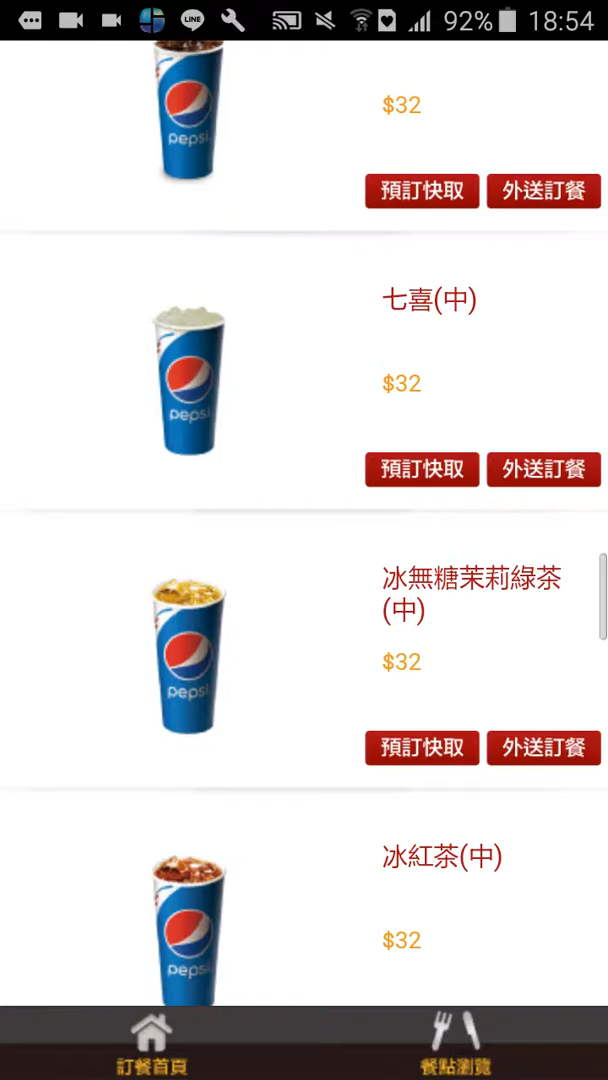 92% 18:54
pepsi
$32
預訂快取 外送訂餐
七喜(中)
pepsi
$32
預訂快取 外送訂餐
冰無糖茉莉綠茶
(中)
pepsi
$32
預訂快取 外送訂餐
冰紅茶(中)
pepsi
$32
訂餐首頁 餐點瀏覽